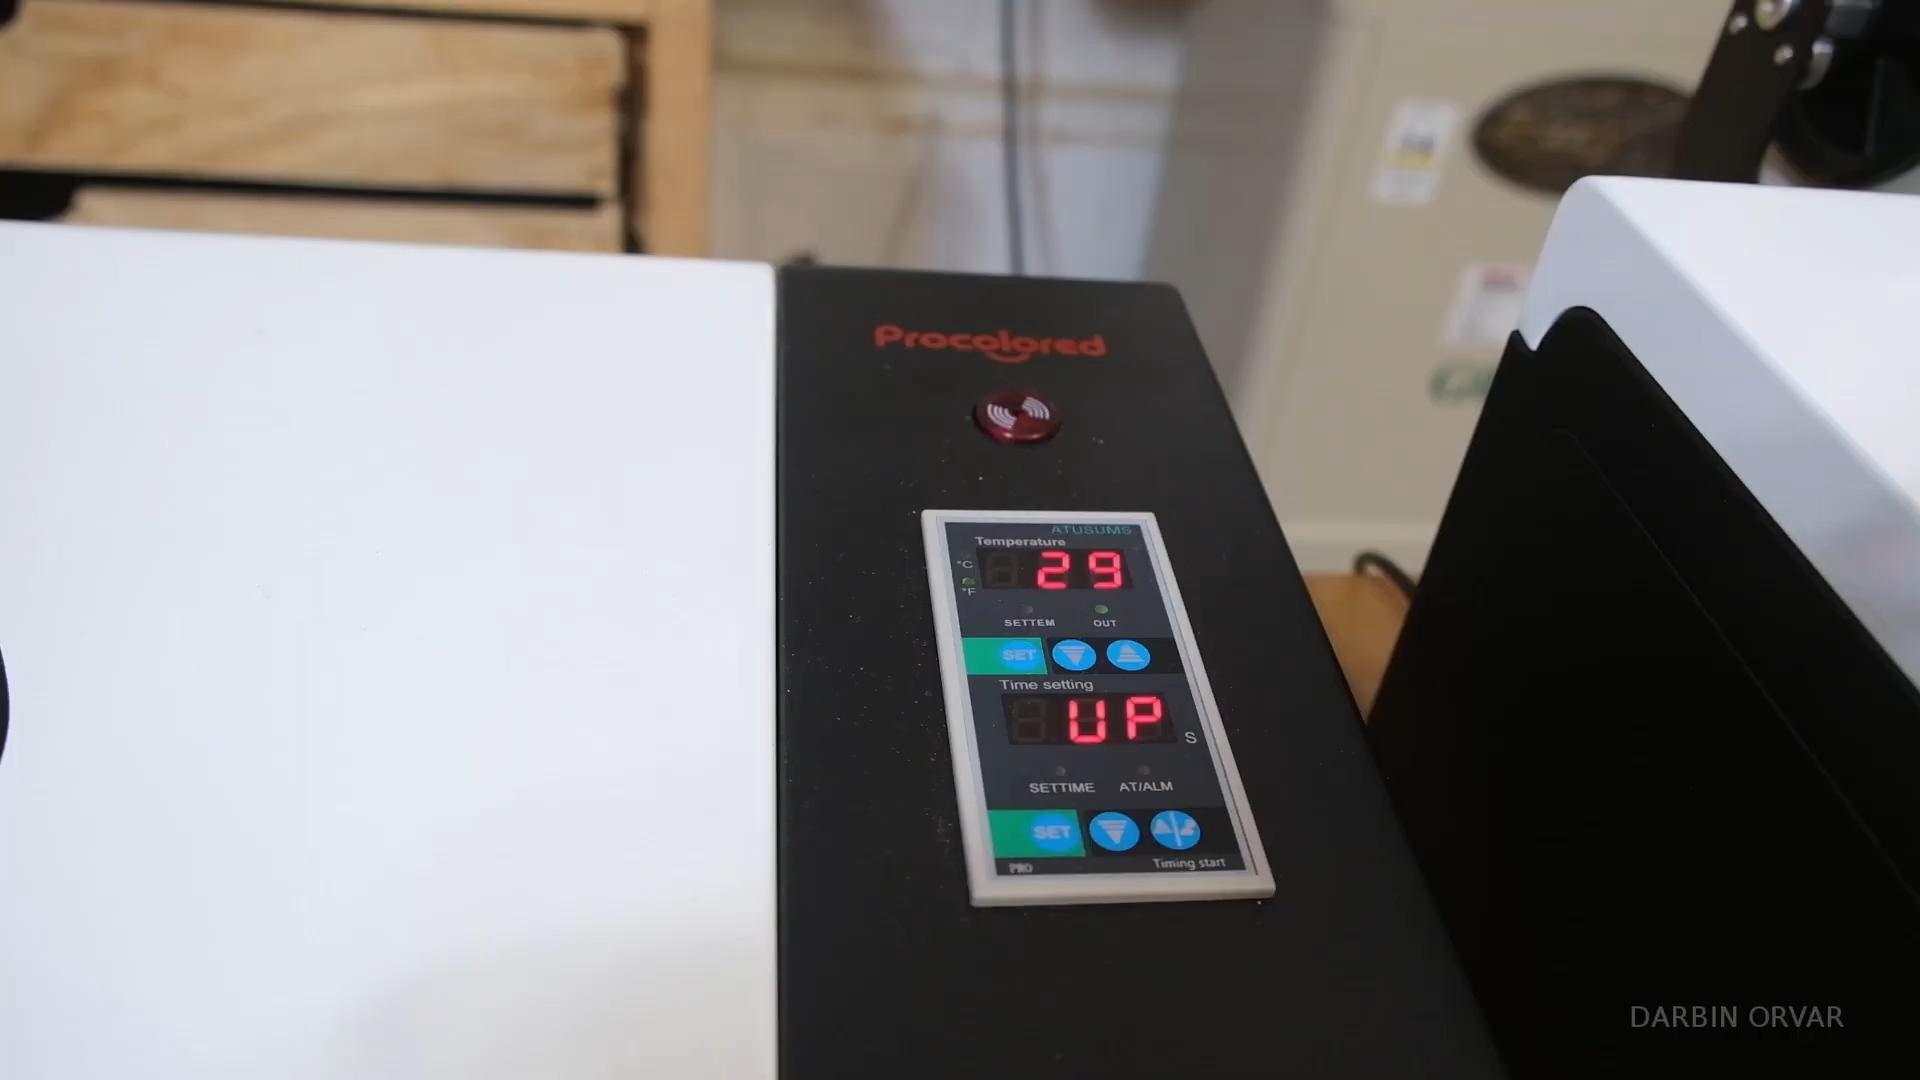 Procolored
ATUSUMS
Temperature
°C
29
°F
SETTEM OUT
SET
Time setting
UP
S
SETTIME AT/ALM
SET
PRO Timing start
DARBIN ORVAR